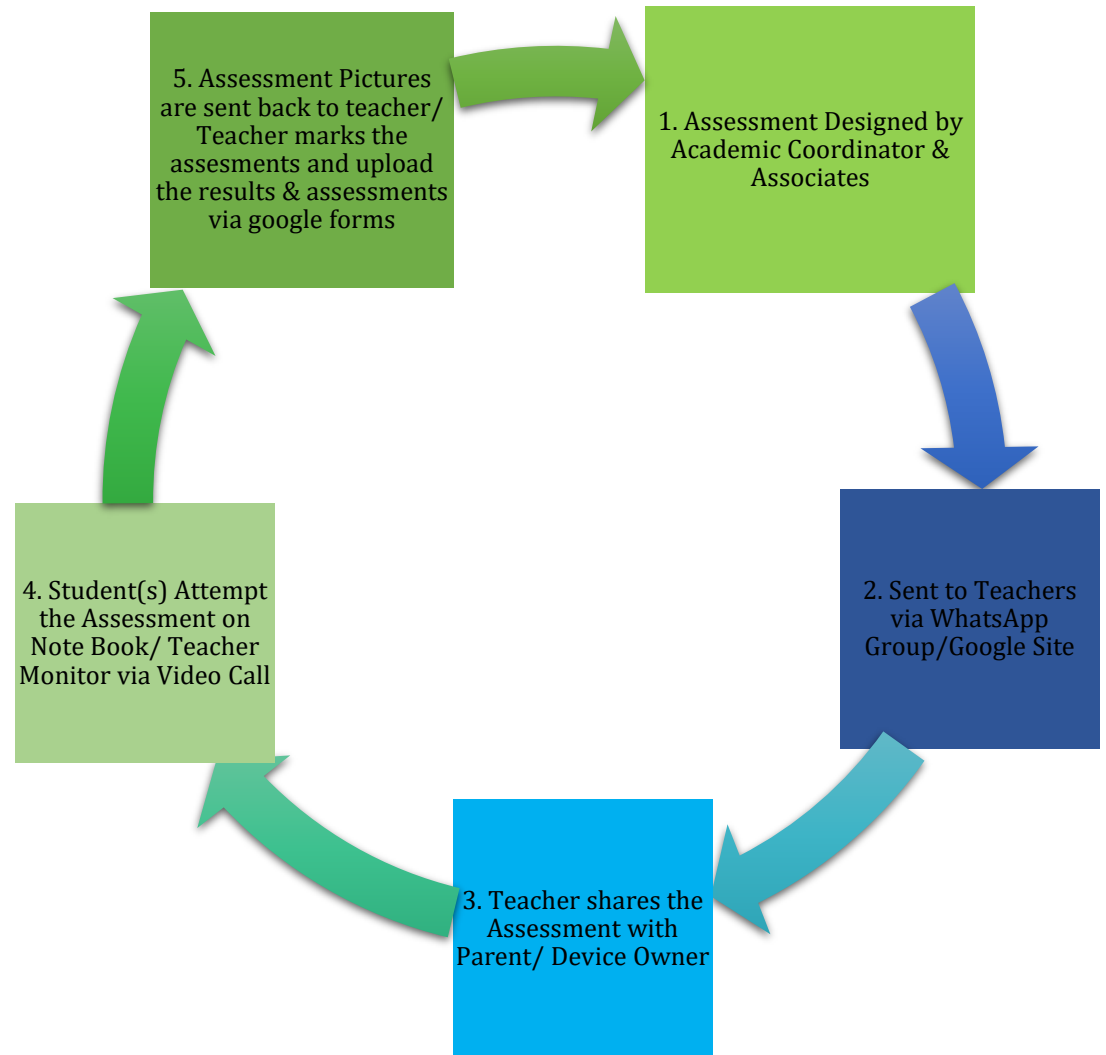 1. Assessment Designed by
Academic Coordinator &
Associates
2. Sent to Teachers
via WhatsApp
Group/Google Site
3. Teacher shares the
Assessment with
Parent/ Device Owner
4. Student(s) Attempt
the Assessment on
Note Book/ Teacher
Monitor via Video Call
5. Assessment Pictures
are sent back to teacher/
Teacher marks the
assesments and upload
the results & assessments
via google forms